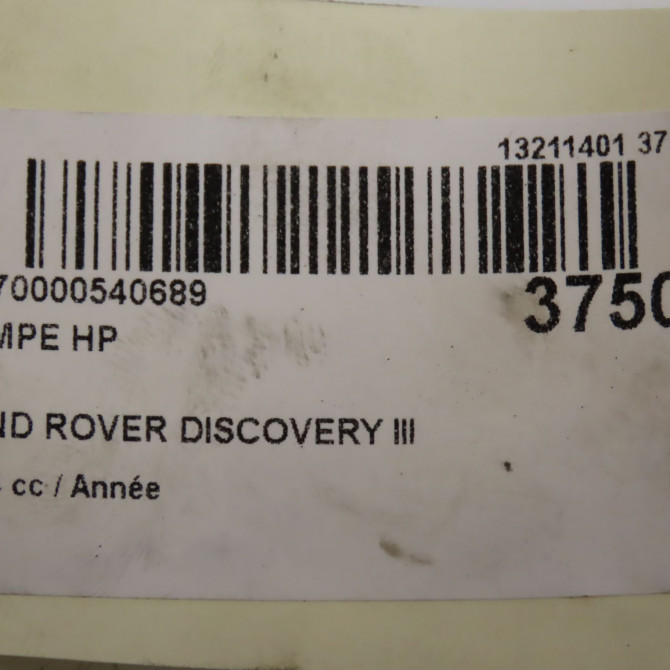 13211401 37
70000540689
3750
MPE HP
ND ROVER DISCOVERY III
cc / Année